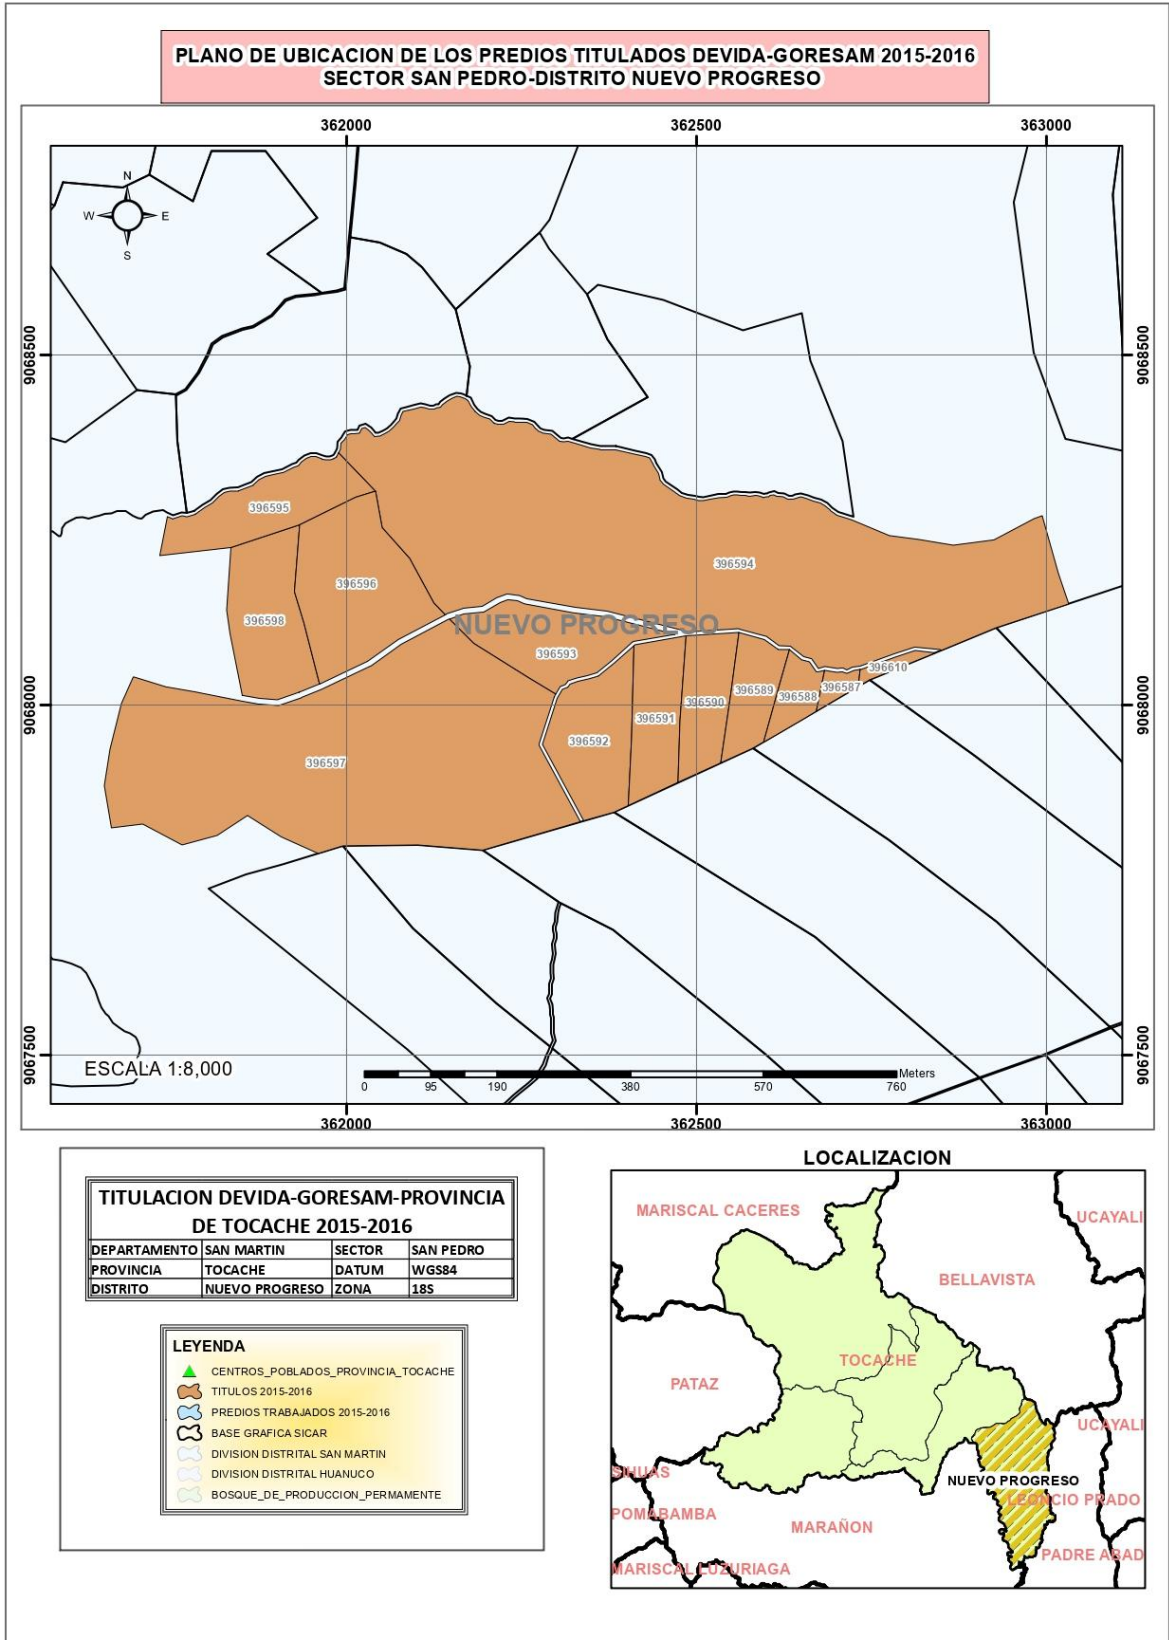 PLANO DE UBICACION DE LOS PREDIOS TITULADOS DEVIDA-GORESAM 2015-2016
SECTOR SAN PEDRO-DISTRITO NUEVO PROGRESO
362000 362500 363000
N
W E
S
9068500 9068500
396595
396594
396596
396598
NUEVO PROGRESO
396593
396610
396587
396589
396588
396590
396591
9068000 9068000
396592
396597
9067500 9067500
ESCALA 1:8,000
Meters
0 95 190 380 570 760
362000 362500 363000
TITULACION DEVIDA-GORESAM-PROVINCIA
DE TOCACHE 2015-2016
DEPARTAMENTO SAN MARTIN SECTOR SAN PEDRO
PROVINCIA TOCACHE DATUM WGS84
DISTRITO NUEVO PROGRESO ZONA 18S
LEYENDA
CENTROS_POBLADOS_PROVINCIA_TOCACHE
TITULOS 2015-2016
PREDIOS TRABAJADOS 2015-2016
BASE GRAFICA SICAR
DIVISION DISTRITAL SAN MARTIN
DIVISION DISTRITAL HUANUCO
BOSQUE_DE_PRODUCCION_PERMAMENTE
LOCALIZACION
MARISCAL CACERES
UCAYALI
BELLAVISTA
TOCACHE
PATAZ
UCAYALI
SIHUAS
NUEVO PROGRESO
LEONCIO PRADO
POMABAMBA
MARAÑON
PADRE ABAD
MARISCAL LUZURIAGA